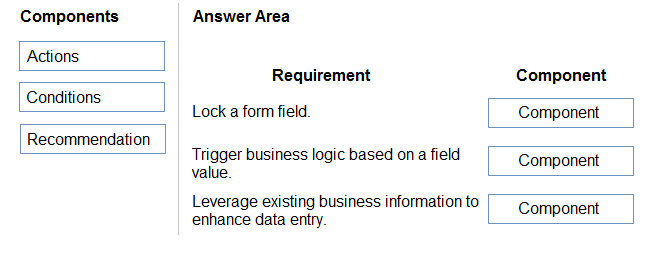 Components
Answer Area
Actions
Conditions
Recommendation
Requirement
Component
Lock a form field.
Component
Trigger business logic based on a field
value.
Component
Leverage existing business information to
enhance data entry.
Component